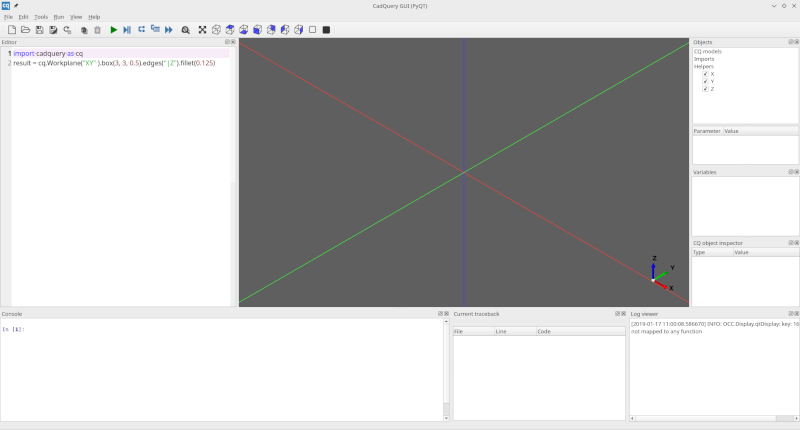 CadQuery GUI (PyQT)
File Edit Tools Run View Help
Editor
1 import cadquery as cq
2 result = cq.Workplane("XY" ).box(3, 3, 0.5).edges("|Z").fillet(0.125)
Z
Y
X
Objects
CQ models
Imports
Helpers
X
Y
Z
Parameter Value
Variables
CQ object inspector
Type Value
Console
In [1]:
Current traceback
File Line Code
Log viewer
[2019-01-17 11:00:08.586670] INFO: OCC.Display.qtDisplay: key: 16
not mapped to any function